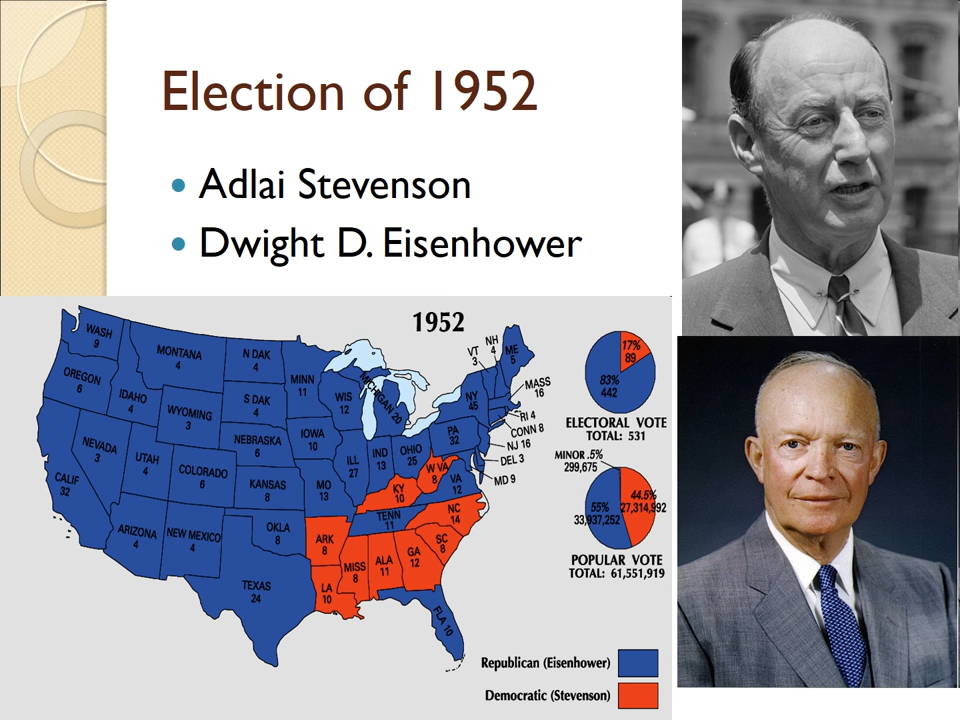 Election of 1952
Adlai Stevenson
Dwight D. Eisenhower
1952
WASH
9
OREGON
6
CALIF
32
NEVADA
3
IDAHO
4
MONTANA
4
WYOMING
3
UTAH
4
COLORADO
6
ARIZONA
4
NEW MEXICO
4
N DAK
4
S DAK
4
NEBRASKA
6
KANSAS
8
OKLA
8
TEXAS
24
MINN
11
IOWA
10
MO
13
ARK
8
LA
10
WIS
12
ILL
27
MICHIGAN 20
IND
13
OHIO
25
KY
10
TENN
11
MISS
8
ALA
11
GA
12
FLA 10
SC
8
NC
14
VA
12
W VA
8
PA
32
NY
45
VT
3
NH
4
ME
5
MASS
16
RI 4
CONN 8
NJ 16
DEL 3
MD 9
17%
89
83%
442
ELECTORAL VOTE
TOTAL: 531
MINOR .5%
299,675
44.5%
27,314,992
55%
33,937,252
POPULAR VOTE
TOTAL: 61,551,919
Republican (Eisenhower)
Democratic (Stevenson)